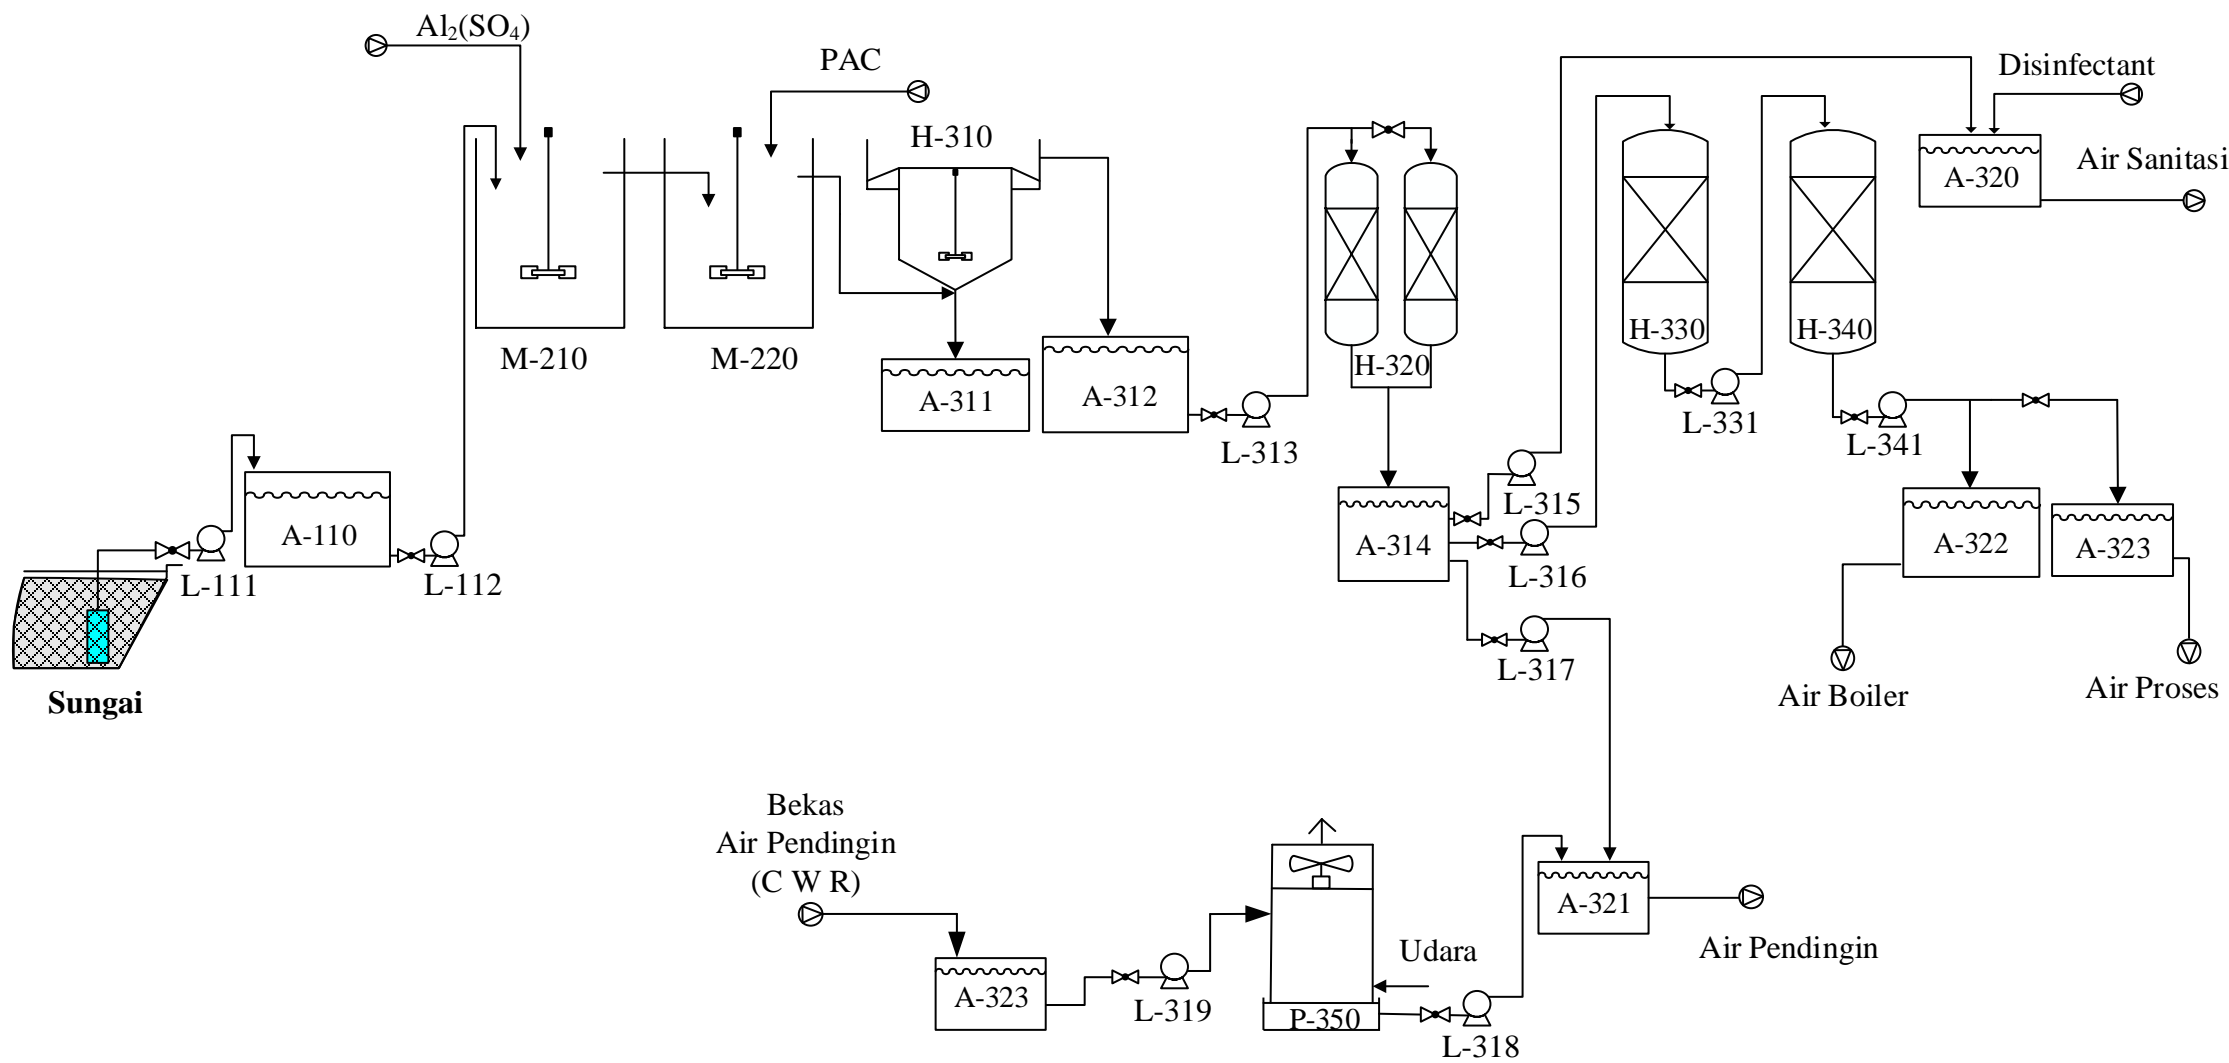 Al₂(SO₄)
PAC
Disinfectant
H-310
Air Sanitasi
A-320
M-210
M-220
H-320
H-330
H-340
A-311
A-312
L-313
L-331
L-341
A-110
L-111
L-112
A-314
L-315
L-316
L-317
A-322
A-323
Sungai
Air Boiler
Air Proses
Bekas
Air Pendingin
(C W R)
A-323
L-319
Udara
P-350
L-318
A-321
Air Pendingin